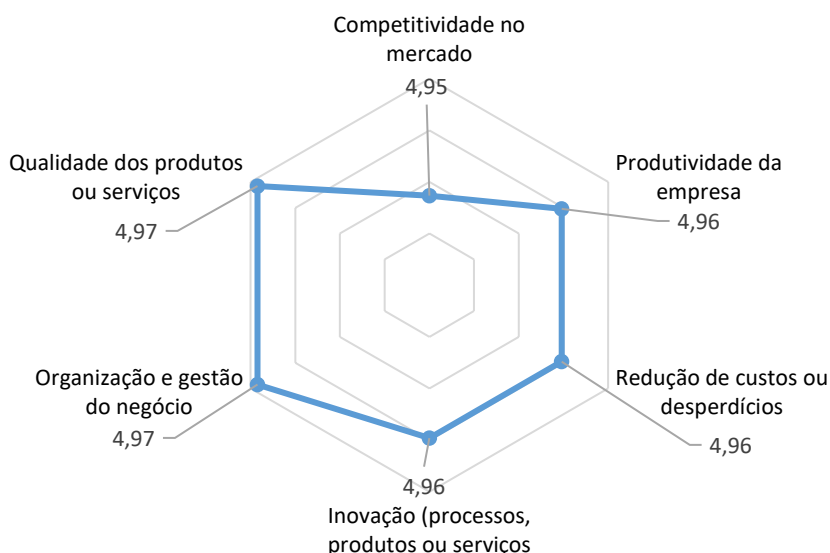 Competitividade no
mercado
4,95
Produtividade da
empresa
4,96
Redução de custos ou
desperdícios
4,96
4,96
Inovação (processos,
produtos ou serviços
Organização e gestão
do negócio
4,97
Qualidade dos produtos
ou serviços
4,97